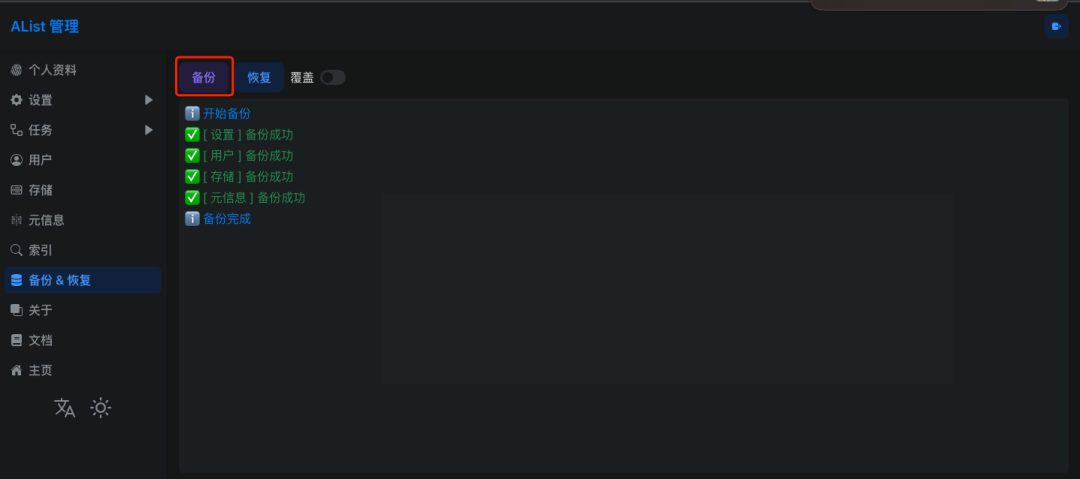 AList 管理
个人资料
设置
任务
用户
存储
元信息
索引
备份 & 恢复
关于
文档
主页
备份 恢复 覆盖
开始备份
[ 设置 ] 备份成功
[ 用户 ] 备份成功
[ 存储 ] 备份成功
[ 元信息 ] 备份成功
备份完成